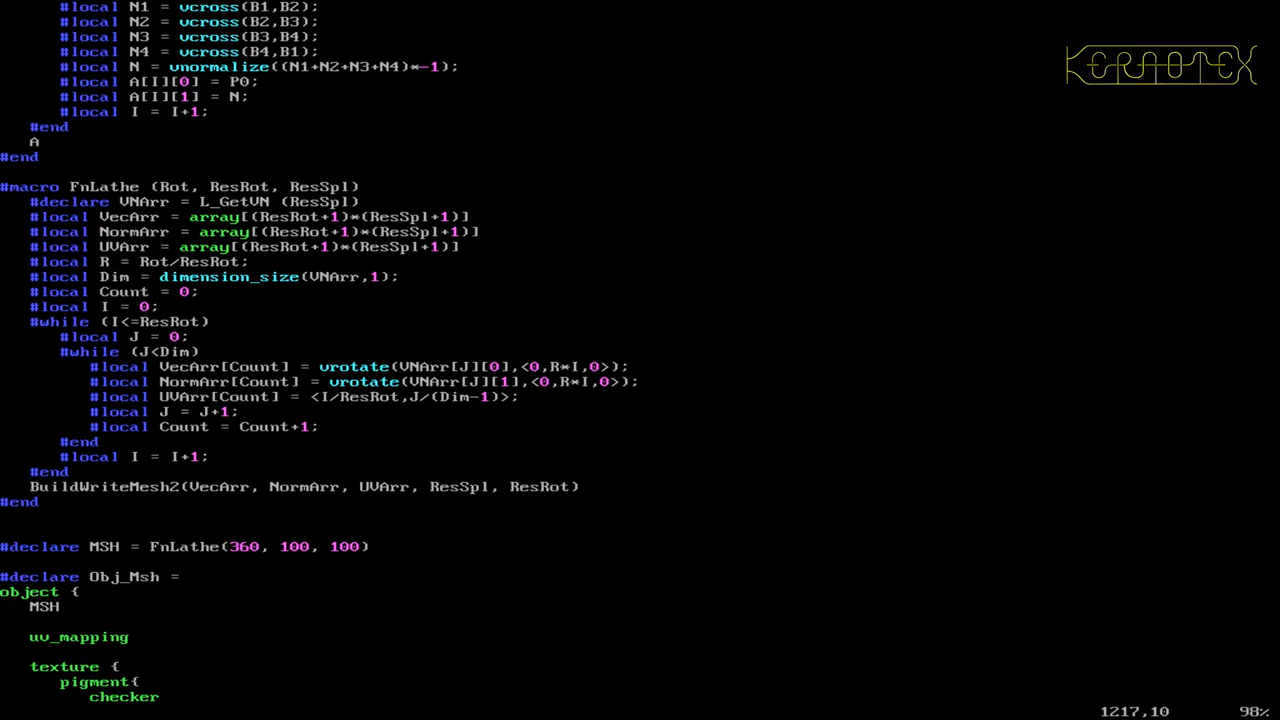 #local N1 = vcross(B1,B2);
        #local N2 = vcross(B2,B3);
        #local N3 = vcross(B3,B4);
        #local N4 = vcross(B4,B1);
        #local N = vnormalize((N1+N2+N3+N4)*-1);
        #local A[I][0] = P0;
        #local A[I][1] = N;
        #local I = I+1;
    #end
    A
#end

#macro FnLathe (Rot, ResRot, ResSpl)
    #declare VNArr = L_GetVN (ResSpl)
    #local VecArr = array[(ResRot+1)*(ResSpl+1)]
    #local NormArr = array[(ResRot+1)*(ResSpl+1)]
    #local UVArr = array[(ResRot+1)*(ResSpl+1)]
    #local R = Rot/ResRot;
    #local Dim = dimension_size(VNArr,1);
    #local Count = 0;
    #local I = 0;
    #while (I<=ResRot)
        #local J = 0;
        #while (J<Dim)
            #local VecArr[Count] = vrotate(VNArr[J][0],<0,R*I,0>);
            #local NormArr[Count] = vrotate(VNArr[J][1],<0,R*I,0>);
            #local UVArr[Count] = <I/ResRot,J/(Dim-1)>;
            #local J = J+1;
            #local Count = Count+1;
        #end
        #local I = I+1;
    #end
    BuildWriteMesh2(VecArr, NormArr, UVArr, ResSpl, ResRot)
#end

#declare MSH = FnLathe(360, 100, 100)

#declare Obj_Msh =
object {
    MSH

    uv_mapping

    texture {
        pigment{
            checker
1217,10 98%